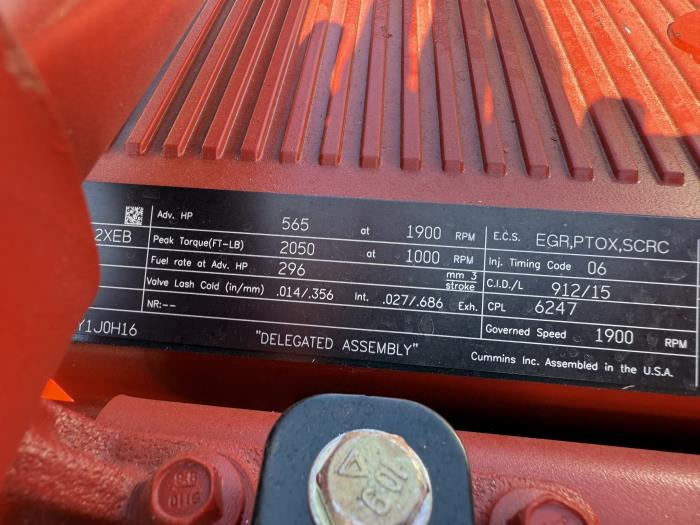 2XEB
Y1J0H16
Adv. HP 565 at 1900 RPM
Peak Torque(FT-LB) 2050 at 1000 RPM
Fuel rate at Adv. HP 296 mm 3 stroke
Valve Lash Cold (in/mm) .014/.356 Int. .027/.686 Exh.
NR:--
"DELEGATED ASSEMBLY"
E.C.S. EGR,PTOX,SCRC
Inj. Timing Code 06
C.I.D./L 912/15
CPL 6247
Governed Speed 1900 RPM
Cummins Inc. Assembled in the U.S.A.
10.9